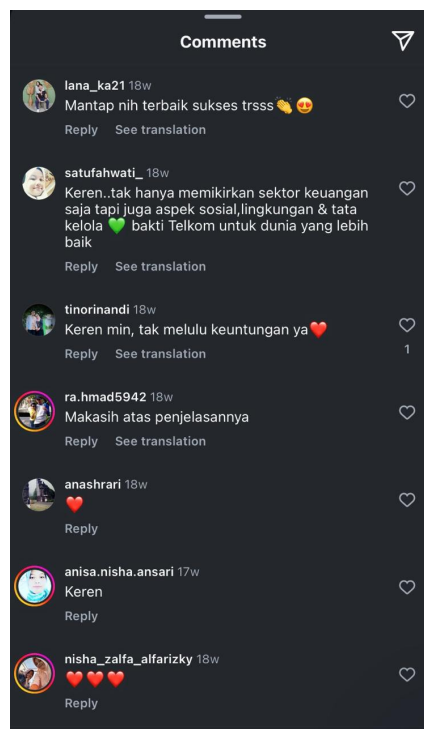 Comments
lana_ka21 18w
Mantap nih terbaik sukses trsss👏😍
Reply See translation
satufahwati_ 18w
Keren..tak hanya memikirkan sektor keuangan
saja tapi juga aspek sosial,lingkungan & tata
kelola 💚 bakti Telkom untuk dunia yang lebih
baik
Reply See translation
tinorinandi 18w
Keren min, tak melulu keuntungan ya❤️
1
Reply See translation
ra.hmad5942 18w
Makasih atas penjelasannya
Reply See translation
anashrari 18w
❤️
Reply
anisa.nisha.ansari 17w
Keren
Reply
nisha_zalfa_alfarizky 18w
❤️❤️❤️
Reply